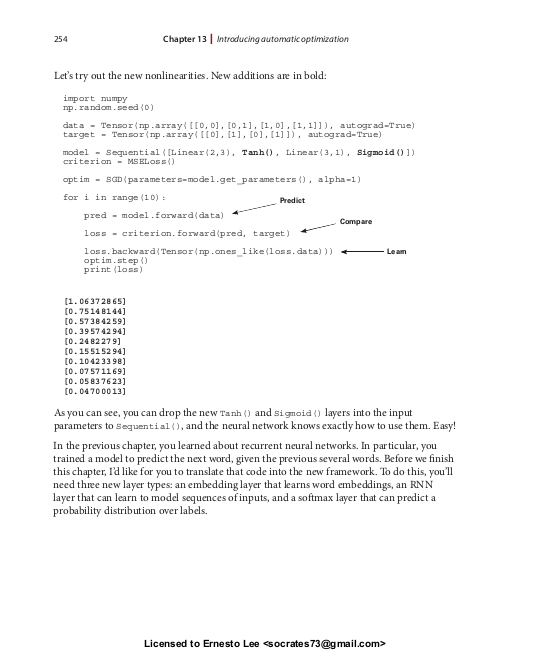 254
Chapter 13 | Introducing automatic optimization
Let's try out the new nonlinearities. New additions are in bold:
import numpy
np.random.seed(0)
data = Tensor(np.array([[0,0],[0,1],[1,0],[1,1]]), autograd=True)
target = Tensor(np.array([[0],[1],[0],[1]]), autograd=True)
model = Sequential([Linear(2,3), Tanh(), Linear(3,1), Sigmoid()])
criterion = MSELoss()
optim = SGD(parameters=model.get_parameters(), alpha=1)
for i in range(10):
Predict
pred = model.forward(data)
Compare
loss = criterion.forward(pred, target)
loss.backward(Tensor(np.ones_like(loss.data)))
Learn
optim.step()
print(loss)
[1.06372865]
[0.75148144]
[0.57384259]
[0.39574294]
[0.2482279]
[0.15515294]
[0.10423398]
[0.07571169]
[0.05837623]
[0.04700013]
As you can see, you can drop the new Tanh() and Sigmoid() layers into the input
parameters to Sequential(), and the neural network knows exactly how to use them. Easy!
In the previous chapter, you learned about recurrent neural networks. In particular, you
trained a model to predict the next word, given the previous several words. Before we finish
this chapter, I'd like for you to translate that code into the new framework. To do this, you'll
need three new layer types: an embedding layer that learns word embeddings, an RNN
layer that can learn to model sequences of inputs, and a softmax layer that can predict a
probability distribution over labels.
Licensed to Ernesto Lee <socrates73@gmail.com>